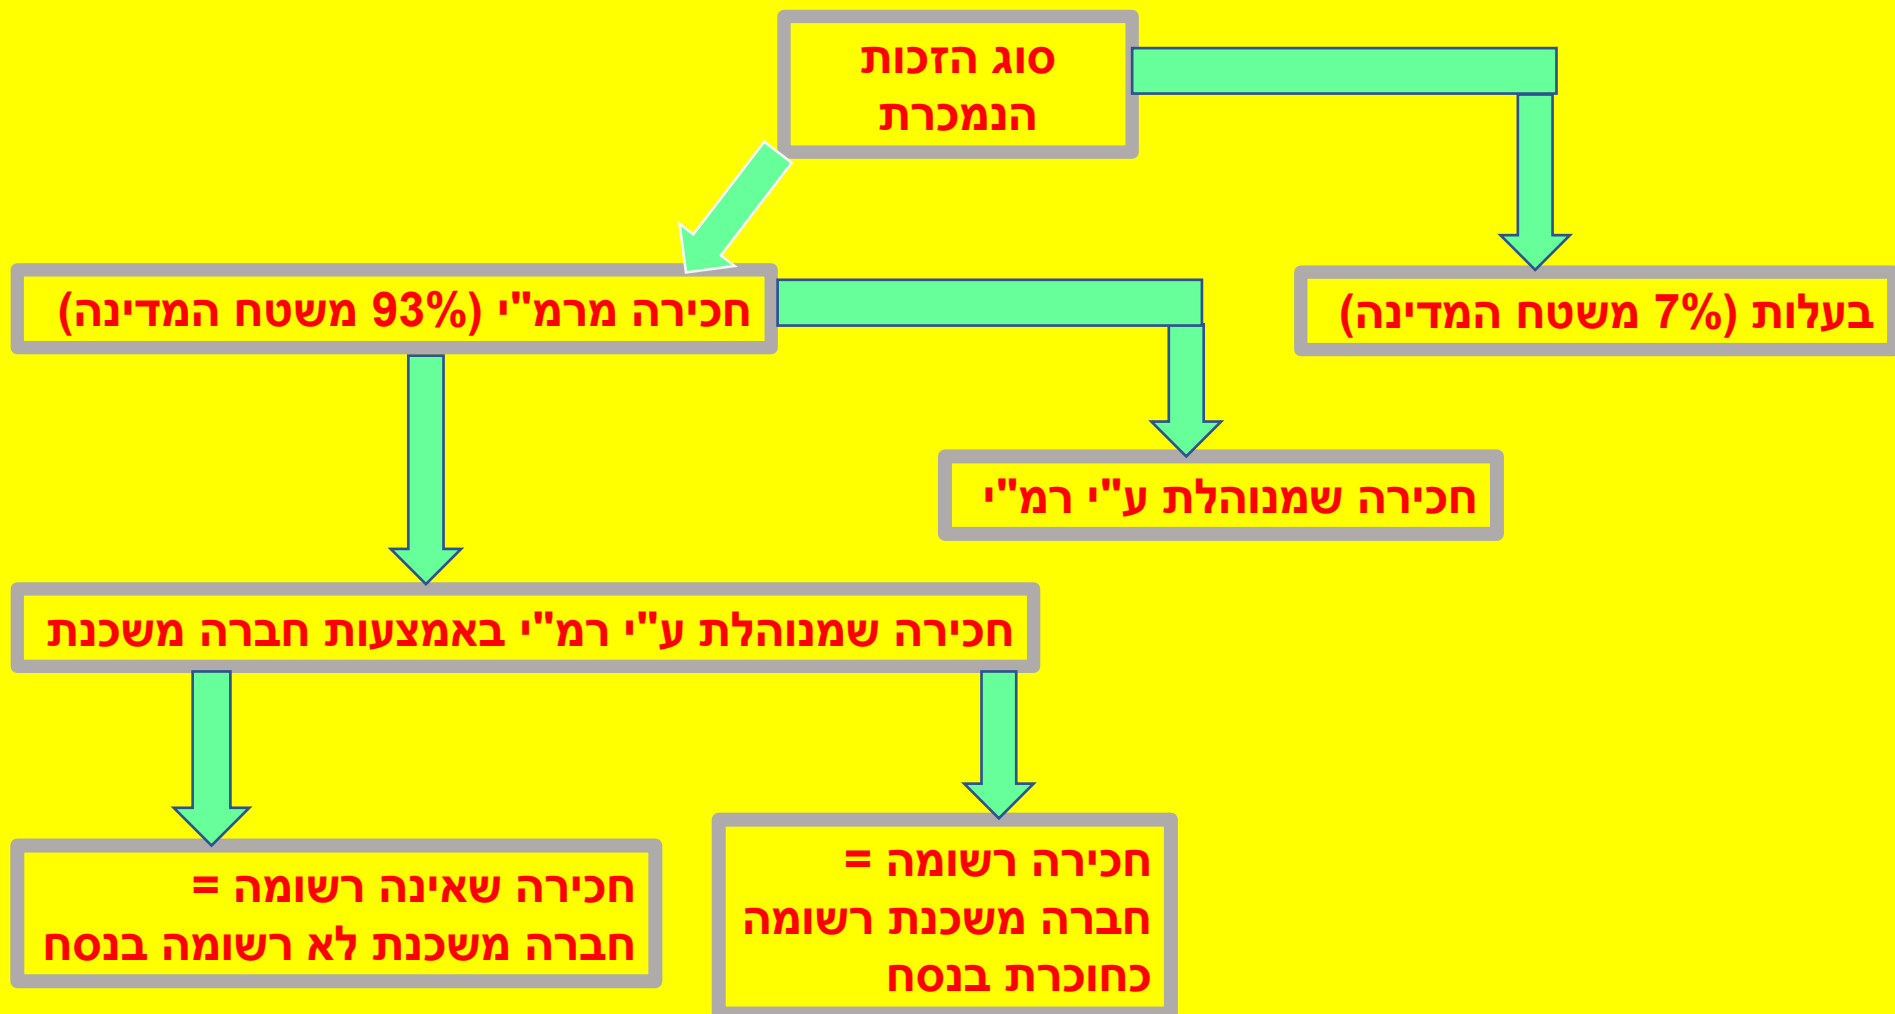 סוג הזכות
הנמכרת
בעלות (7% משטח המדינה)
חכירה מרמ"י (93% משטח המדינה)
חכירה שמנוהלת ע"י רמ"י
חכירה שמנוהלת ע"י רמ"י באמצעות חברה משכנת
חכירה רשומה =
חברה משכנת רשומה
כחוכרת בנסח
חכירה שאינה רשומה =
חברה משכנת לא רשומה בנסח